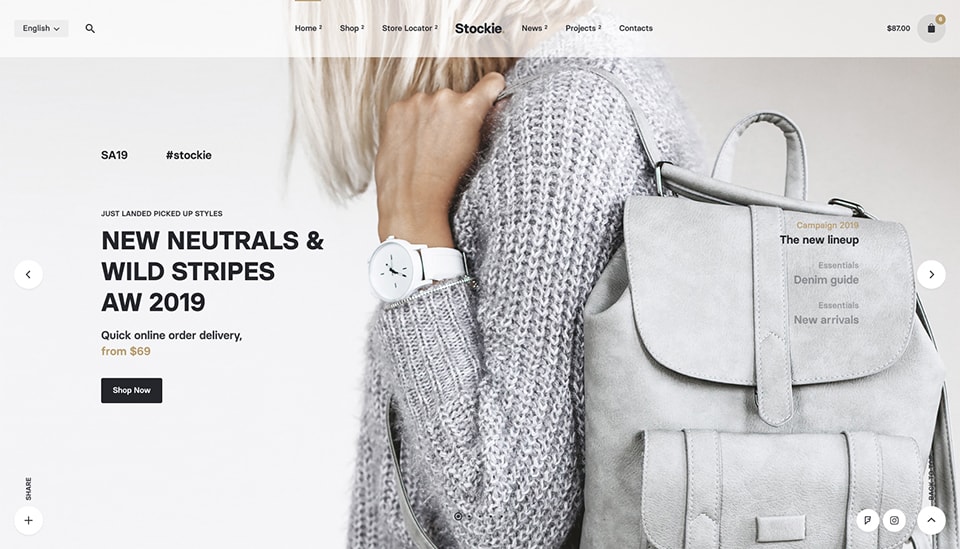 English
Home 2
Shop 2
Store Locator 2
Stockie.
News 2
Projects 2
Contacts
$87.00
6
SA19
#stockie
JUST LANDED PICKED UP STYLES
NEW NEUTRALS &
WILD STRIPES
AW 2019
Quick online order delivery,
from $69
Shop Now
Campaign 2019
The new lineup
Essentials
Denim guide
Essentials
New arrivals
SHARE
BACK TO TOP